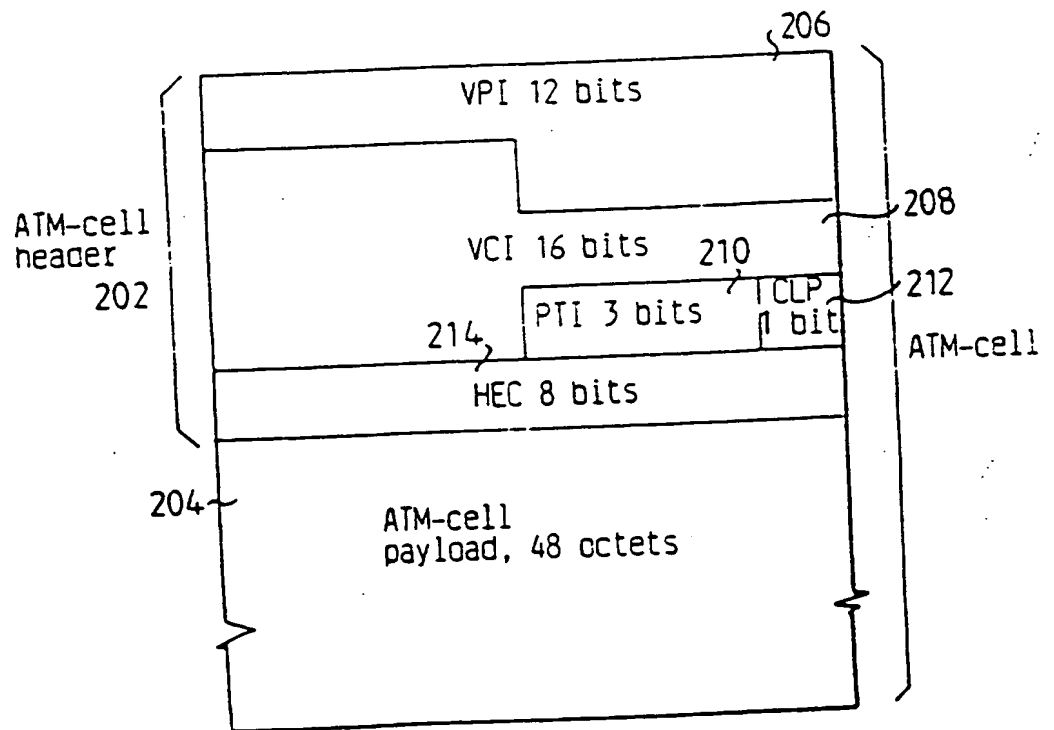 206
VPI 12 bits
ATM-cell
header
202
208
VCI 16 bits
210
PTI 3 bits
CLP
1 bit
212
214
ATM-cell
HEC 8 bits
204
ATM-cell
payload, 48 octets